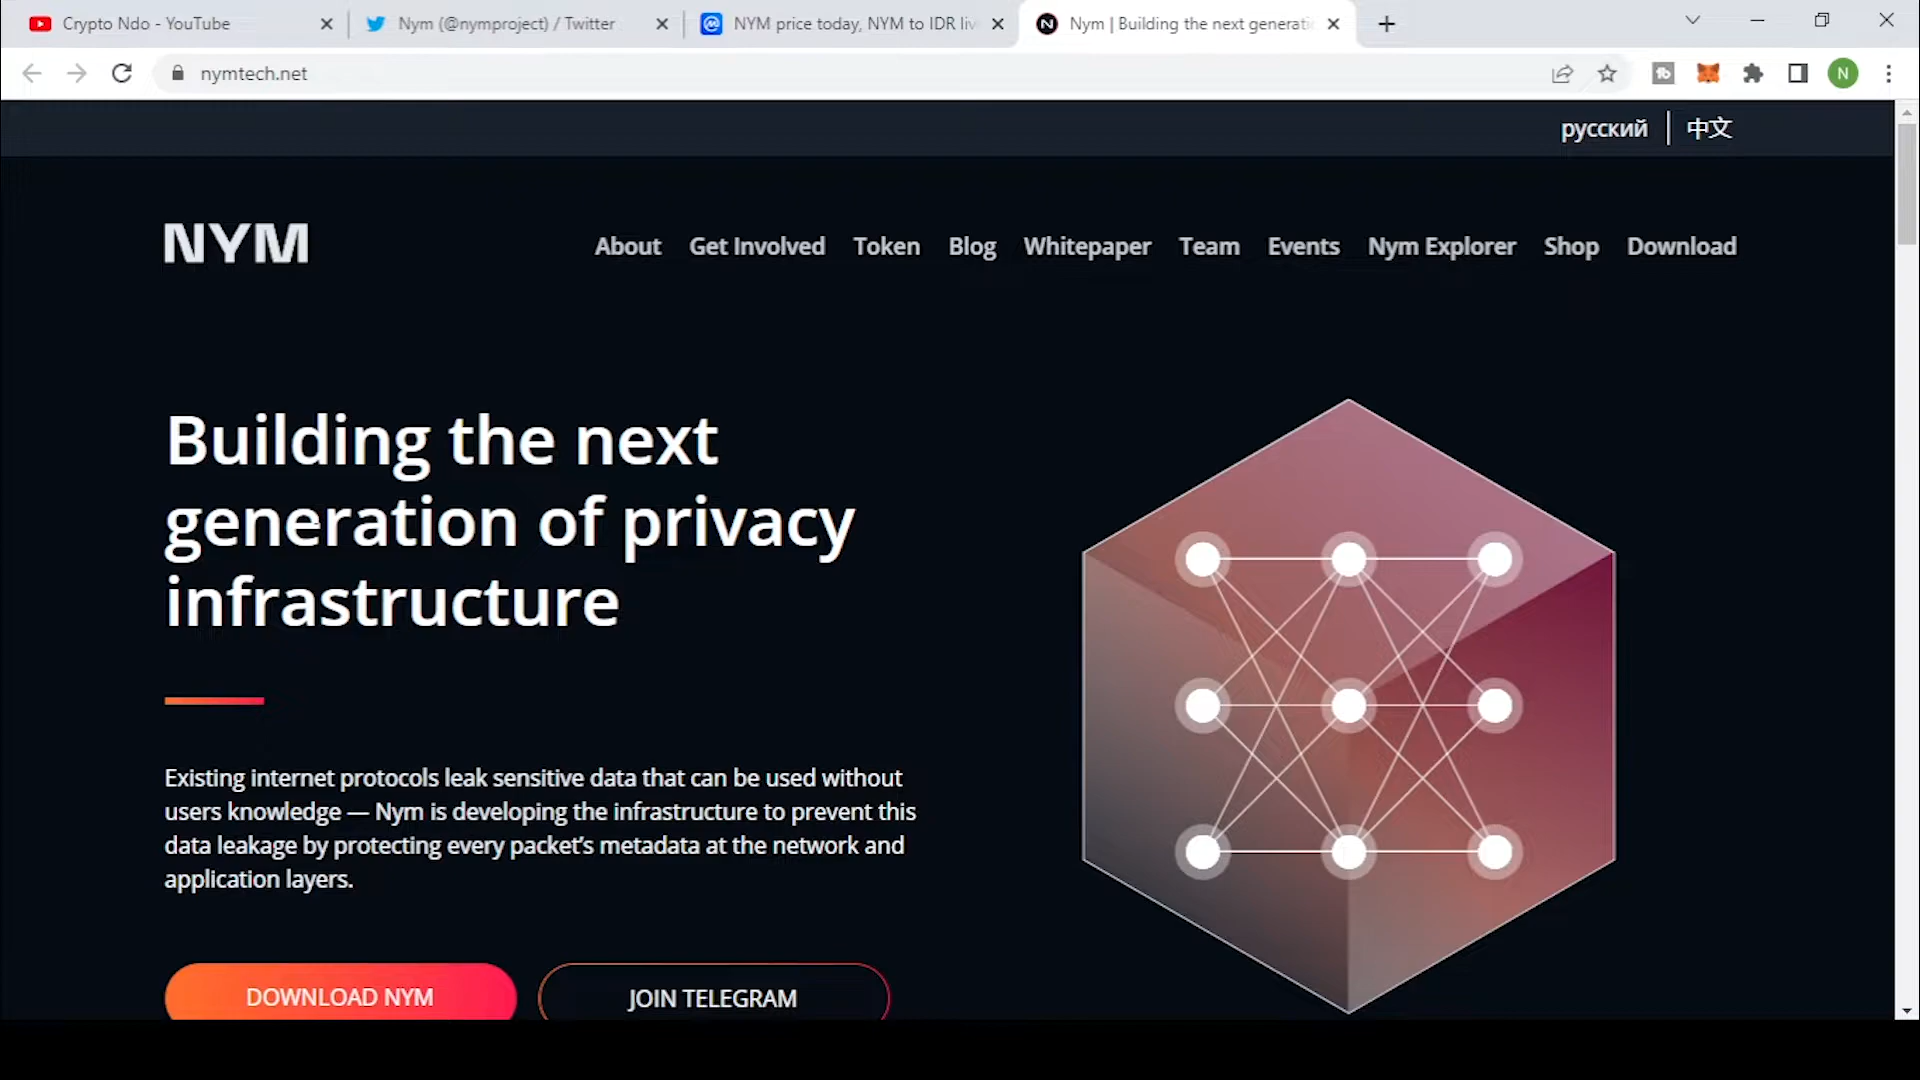 Crypto Ndo - YouTube
Nym (@nymproject) / Twitter
NYM price today, NYM to IDR liv
Nym | Building the next generati
nymtech.net
N
русский | 中文
NYM
About Get Involved Token Blog Whitepaper Team Events Nym Explorer Shop Download
Building the next
generation of privacy
infrastructure
Existing internet protocols leak sensitive data that can be used without
users knowledge — Nym is developing the infrastructure to prevent this
data leakage by protecting every packet’s metadata at the network and
application layers.
DOWNLOAD NYM
JOIN TELEGRAM